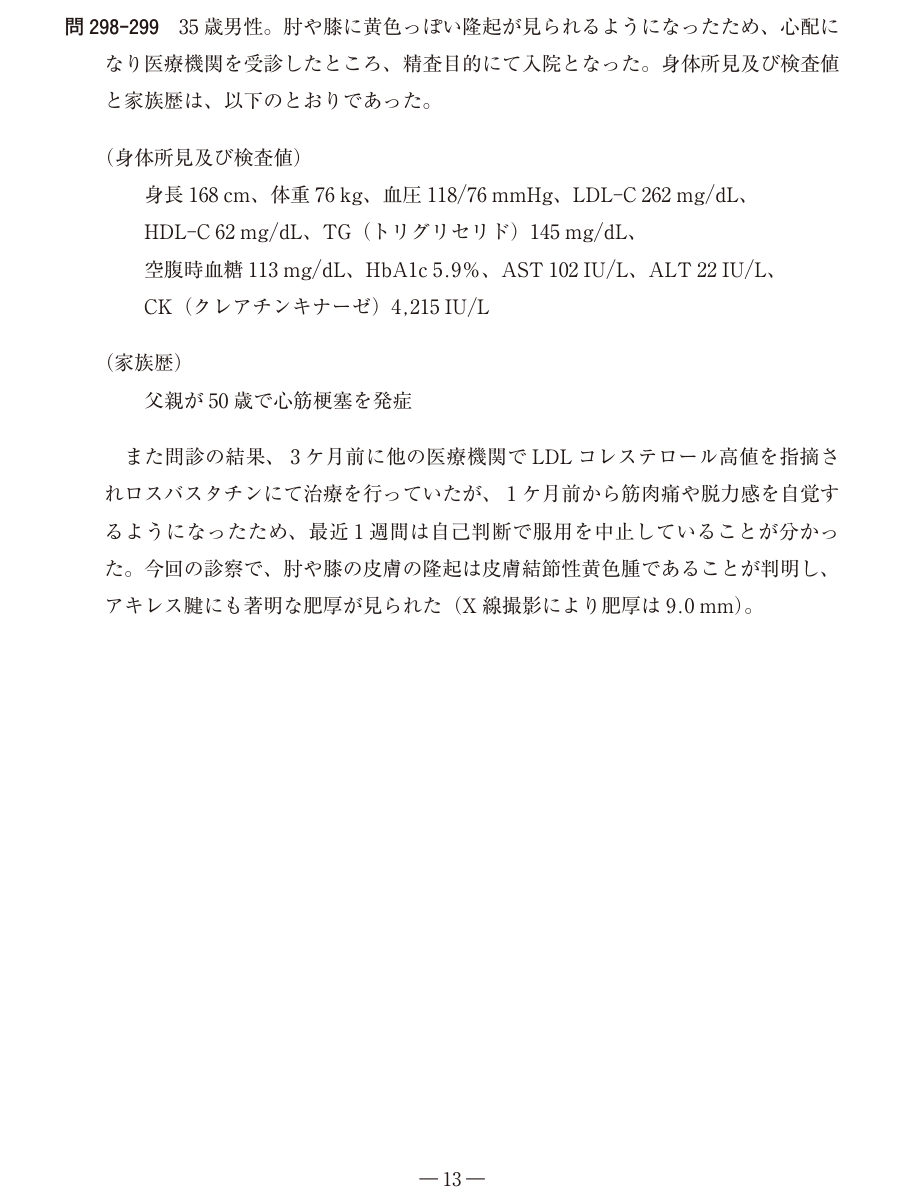 問 298-299 35 歳男性。肘や膝に黄色っぽい隆起が見られるようになったため、心配に
なり医療機関を受診したところ、精査目的にて入院となった。身体所見及び検査値
と家族歴は、以下のとおりであった。
（身体所見及び検査値）
身長 168 cm、体重 76 kg、血圧 118/76 mmHg、LDL-C 262 mg/dL、
HDL-C 62 mg/dL、TG（トリグリセリド）145 mg/dL、
空腹時血糖 113 mg/dL、HbA1c 5.9%、AST 102 IU/L、ALT 22 IU/L、
CK（クレアチンキナーゼ）4,215 IU/L
（家族歴）
父親が 50 歳で心筋梗塞を発症
また問診の結果、3ヶ月前に他の医療機関で LDL コレステロール高値を指摘さ
れロスバスタチンにて治療を行っていたが、1ヶ月前から筋肉痛や脱力感を自覚す
るようになったため、最近1週間は自己判断で服用を中止していることが分かっ
た。今回の診察で、肘や膝の皮膚の隆起は皮膚結節性黄色腫であることが判明し、
アキレス腱にも著明な肥厚が見られた（X 線撮影により肥厚は 9.0 mm）。
― 13 ―